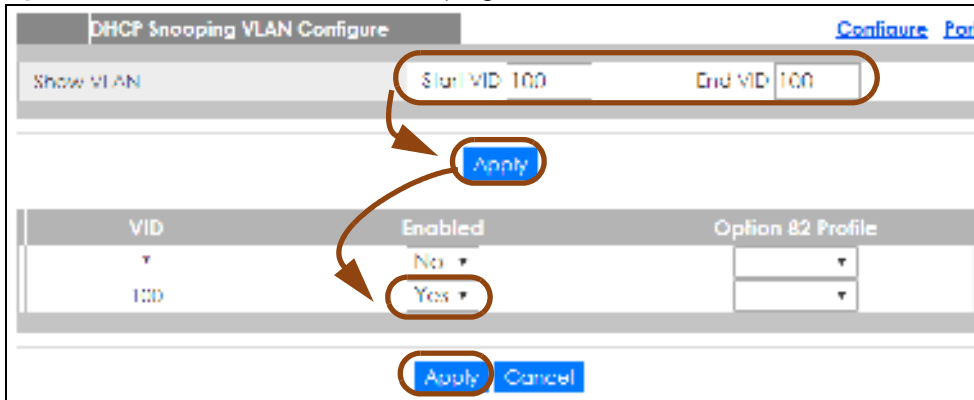 DHCP Snooping VLAN Configure Configure Por
Show VLAN Start VID 100 End VID 100
Apply
VID Enabled Option 82 Profile
* No
100 Yes
Apply Cancel